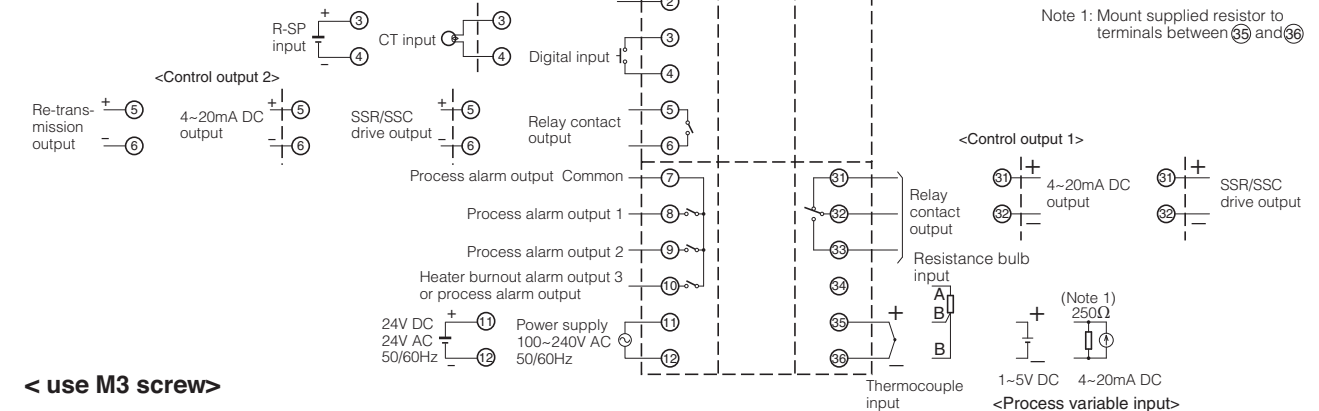 2
Note 1: Mount supplied resistor to
terminals between 35 and 36
R-SP
input
+
−
3
4
CT input
3
4
Digital input
3
4
<Control output 2>
Re-trans-
mission
output
+
−
5
6
4~20mA DC
output
+
−
5
6
SSR/SSC
drive output
+
−
5
6
Relay contact
output
5
6
Process alarm output Common
7
Process alarm output 1
8
Process alarm output 2
9
Heater burnout alarm output 3
or process alarm output
10
24V DC
24V AC
50/60Hz
+
−
11
12
Power supply
100~240V AC
50/60Hz
11
12
31
32
33
34
35
36
Relay
contact
output
<Control output 1>
31
32
+
−
4~20mA DC
output
31
32
+
−
SSR/SSC
drive output
Resistance bulb
input
A
B
B
+
−
Thermocouple
input
+
−
1~5V DC
(Note 1)
250Ω
4~20mA DC
<Process variable input>
< use M3 screw>